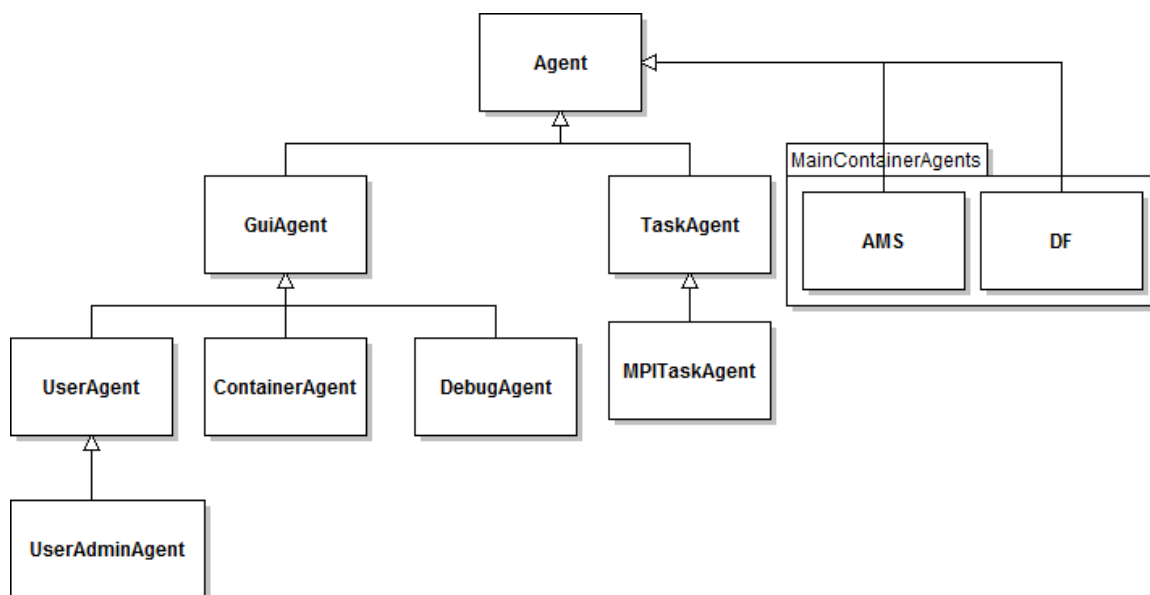 Agent
MainContainerAgents
GuiAgent
TaskAgent
AMS
DF
UserAgent
ContainerAgent
DebugAgent
MPITaskAgent
UserAdminAgent